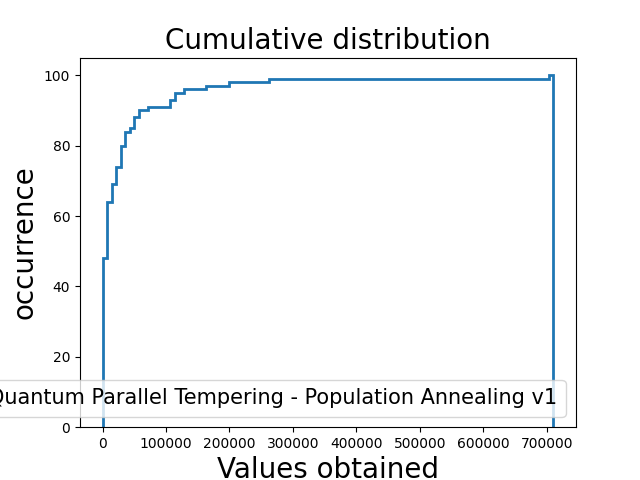 Cumulative distribution
occurrence
100
80
60
40
20
0
Parallel Tempering - Population Annealing v1
0 100000 200000 300000 400000 500000 600000 700000
Values obtained